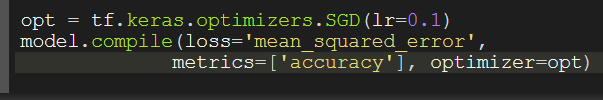 opt = tf.keras.optimizers.SGD(lr=0.1)
model.compile(loss='mean_squared_error',
             metrics=['accuracy'], optimizer=opt)